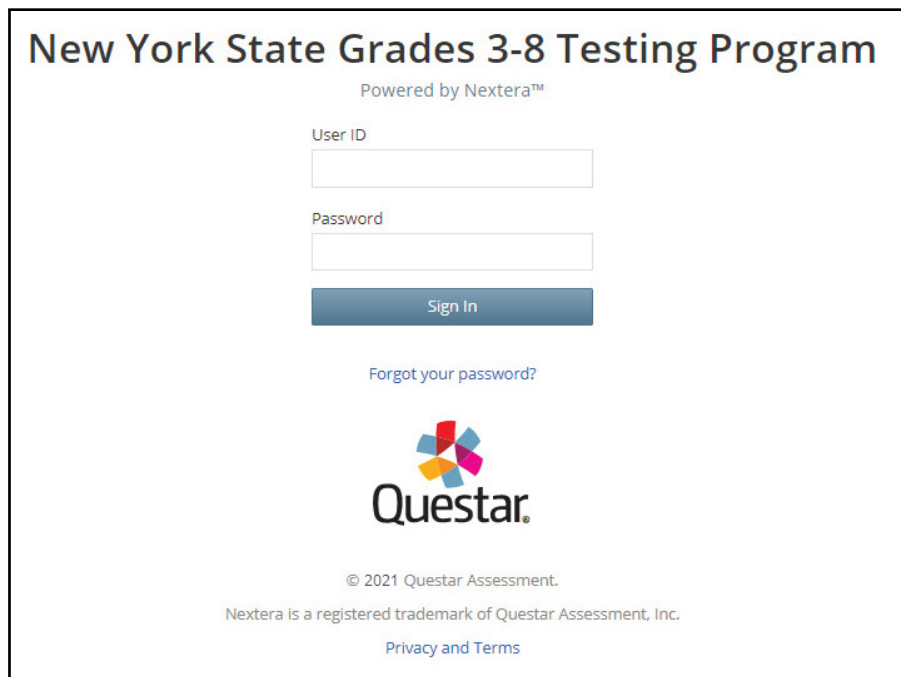 New York State Grades 3-8 Testing Program
Powered by Nextera™
User ID
Password
Sign In
Forgot your password?
Questar®
© 2021 Questar Assessment.
Nextera is a registered trademark of Questar Assessment, Inc.
Privacy and Terms